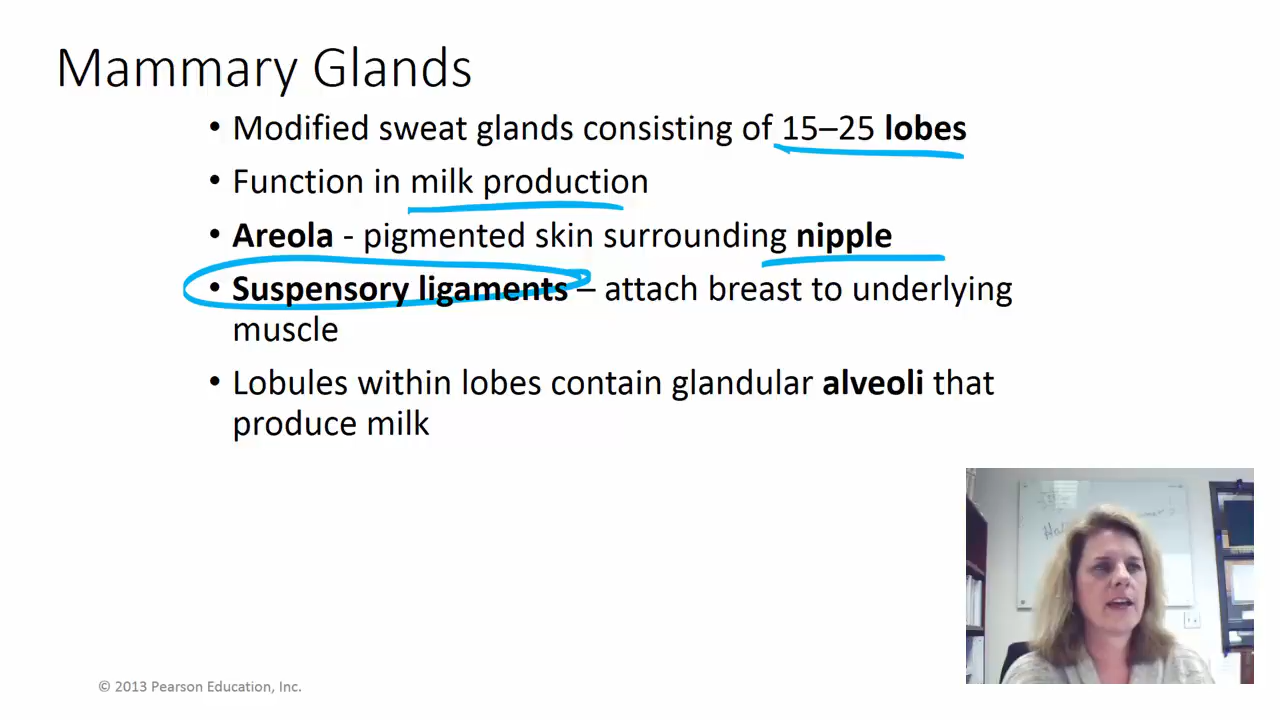 Mammary Glands
• Modified sweat glands consisting of 15–25 lobes
• Function in milk production
• Areola - pigmented skin surrounding nipple
• Suspensory ligaments – attach breast to underlying
muscle
• Lobules within lobes contain glandular alveoli that
produce milk
© 2013 Pearson Education, Inc.